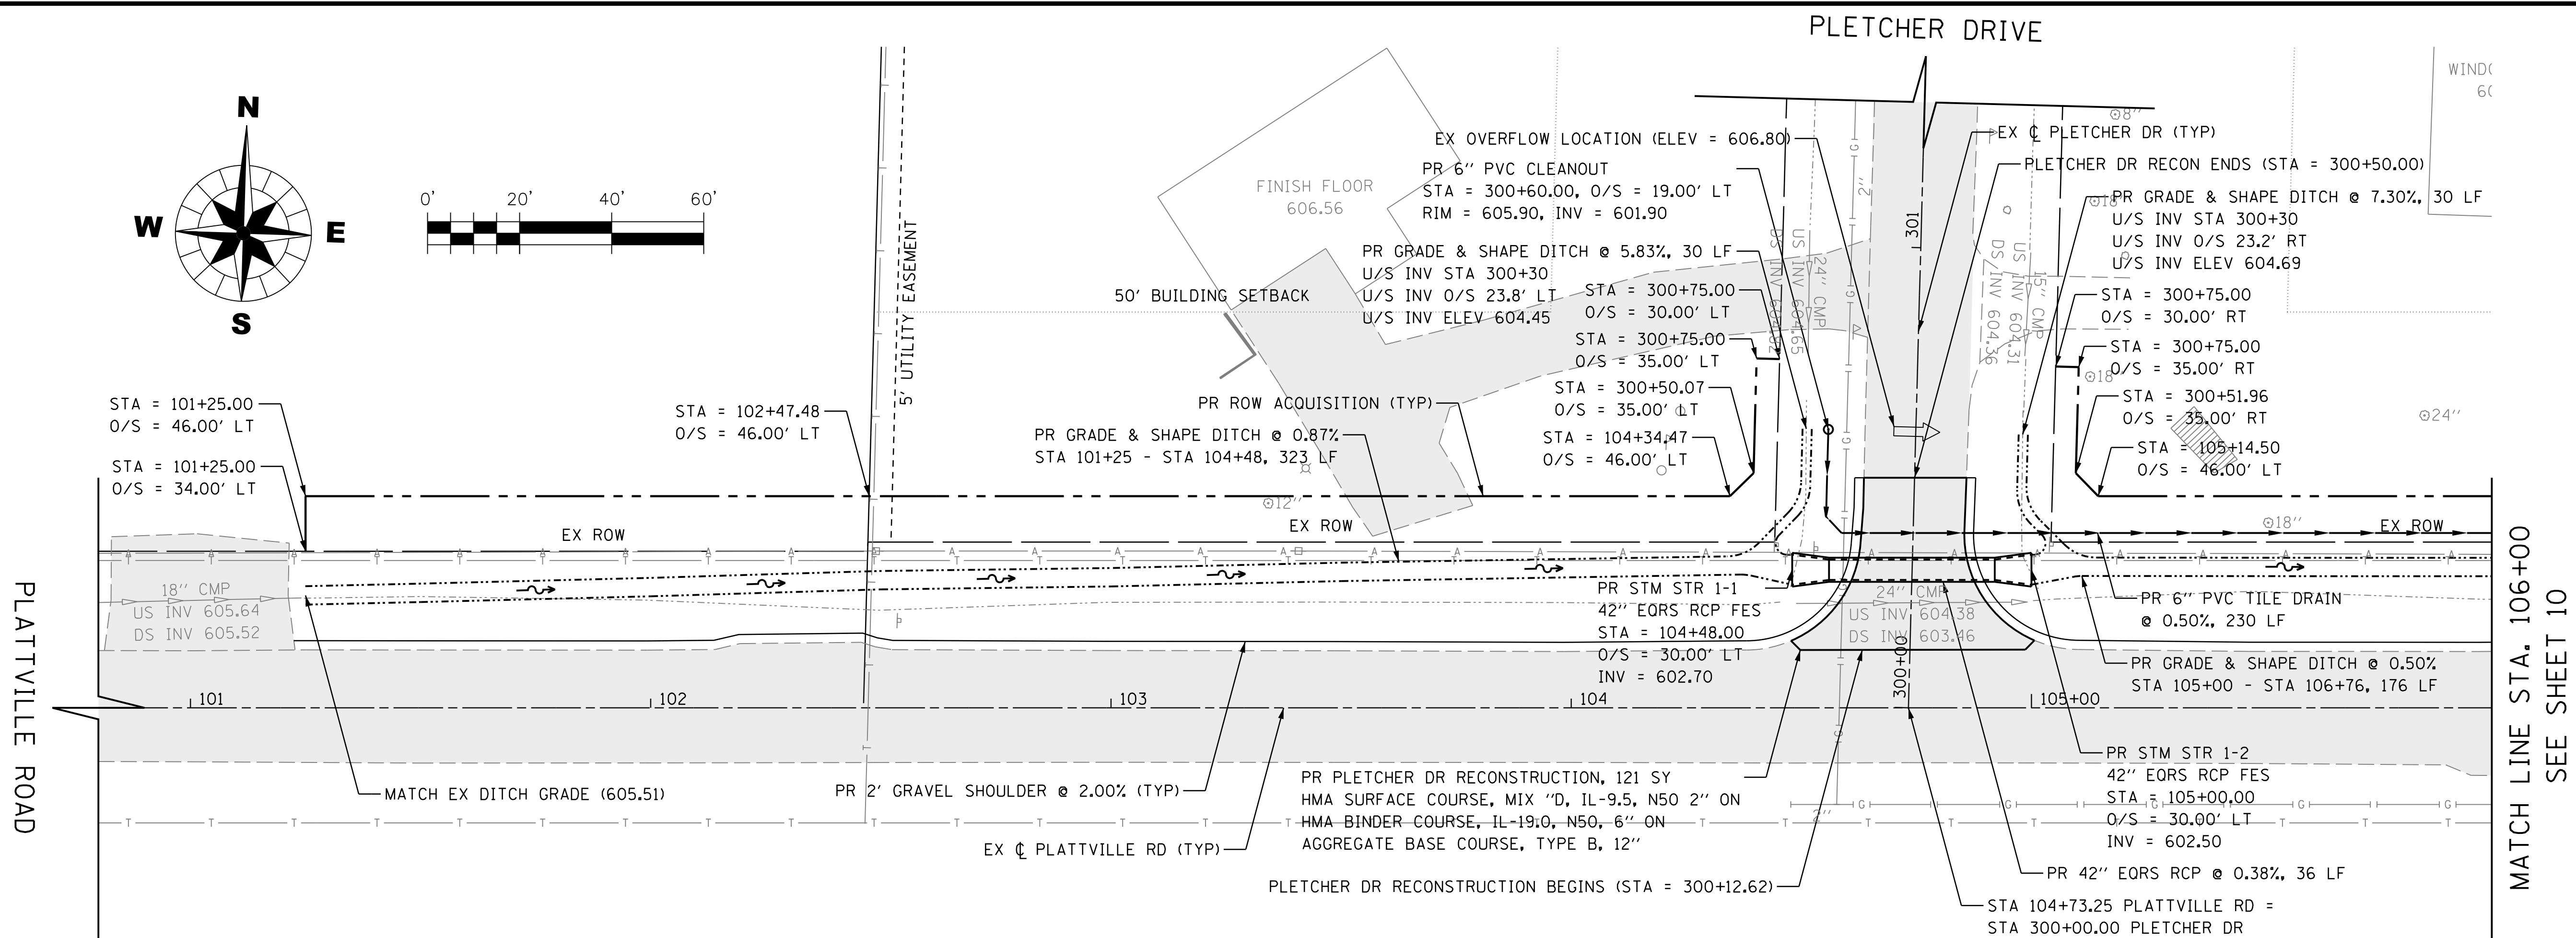 PLETCHER DRIVE
N
W
E
S
0'
20'
40'
60'
5' UTILITY EASEMENT
50' BUILDING SETBACK
FINISH FLOOR
606.56
EX OVERFLOW LOCATION (ELEV = 606.80)
PR 6" PVC CLEANOUT
STA = 300+60.00, O/S = 19.00' LT
RIM = 605.90, INV = 601.90
PR GRADE & SHAPE DITCH @ 5.83%, 30 LF
U/S INV STA 300+30
U/S INV O/S 23.8' LT
U/S INV ELEV 604.45
STA = 300+75.00
O/S = 30.00' LT
STA = 300+75.00
O/S = 35.00' LT
STA = 300+50.07
O/S = 35.00' LT
STA = 104+34.47
O/S = 46.00' LT
PR ROW ACQUISITION (TYP)
PR GRADE & SHAPE DITCH @ 0.87%
STA 101+25 - STA 104+48, 323 LF
12"
STA = 101+25.00
O/S = 46.00' LT
STA = 101+25.00
O/S = 34.00' LT
STA = 102+47.48
O/S = 46.00' LT
EX ROW
EX ROW
EX ROW
2"
24" CMP
US INV 604.65
301
15" CMP
US INV 604.31
DS INV 604.36
8"
WIND
EX ℄ PLETCHER DR (TYP)
PLETCHER DR RECON ENDS (STA = 300+50.00)
PR GRADE & SHAPE DITCH @ 7.30%, 30 LF
U/S INV STA 300+30
U/S INV O/S 23.2' RT
U/S INV ELEV 604.69
18"
STA = 300+75.00
O/S = 30.00' RT
STA = 300+75.00
O/S = 35.00' RT
18"
STA = 300+51.96
O/S = 35.00' RT
24"
STA = 105+14.50
O/S = 46.00' LT
18"
18" CMP
US INV 605.64
DS INV 605.52
PR STM STR 1-1
42" EQRS RCP FES
STA = 104+48.00
O/S = 30.00' LT
INV = 602.70
24" CMP
US INV 604.38
DS INV 603.46
300+00
PR 6" PVC TILE DRAIN
@ 0.50%, 230 LF
PR GRADE & SHAPE DITCH @ 0.50%
STA 105+00 - STA 106+76, 176 LF
101
102
103
104
105+00
PLATTVILLE ROAD
MATCH LINE STA. 106+00
SEE SHEET 10
MATCH EX DITCH GRADE (605.51)
PR 2' GRAVEL SHOULDER @ 2.00% (TYP)
EX ℄ PLATTVILLE RD (TYP)
PR PLETCHER DR RECONSTRUCTION, 121 SY
HMA SURFACE COURSE, MIX "D, IL-9.5, N50 2" ON
HMA BINDER COURSE, IL-19.0, N50, 6" ON
AGGREGATE BASE COURSE, TYPE B, 12"
PLETCHER DR RECONSTRUCTION BEGINS (STA = 300+12.62)
2"
PR STM STR 1-2
42" EQRS RCP FES
STA = 105+00.00
O/S = 30.00' LT
INV = 602.50
PR 42" EQRS RCP @ 0.38%, 36 LF
STA 104+73.25 PLATTVILLE RD =
STA 300+00.00 PLETCHER DR